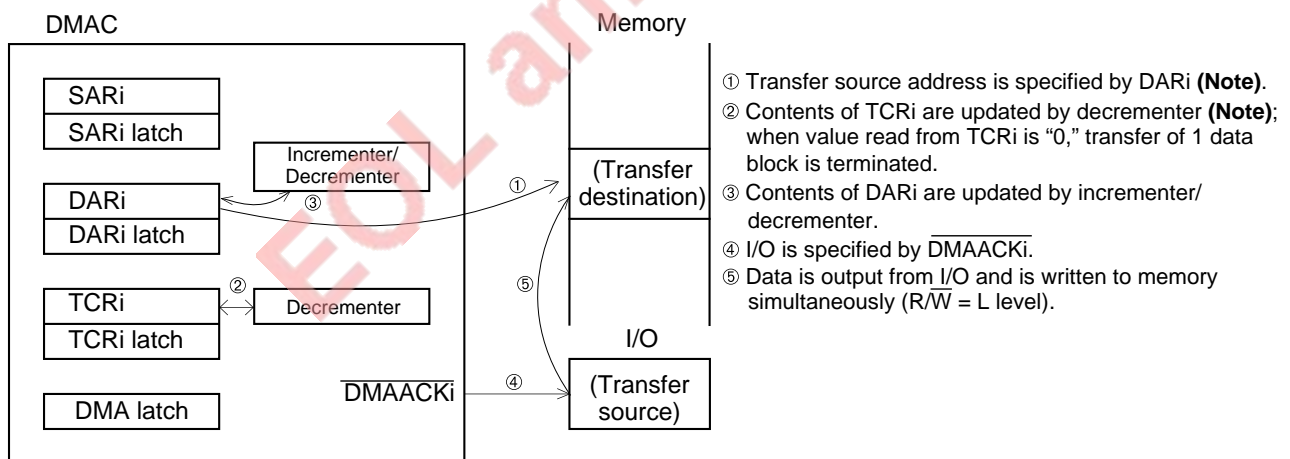 DMAC
Memory
SARi
SARi latch
Incrementer/
Decrementer
DARi
DARi latch
①
③
(Transfer
destination)
②
TCRi
Decrementer
TCRi latch
⑤
I/O
DMAACKi
④
(Transfer
source)
DMA latch
① Transfer source address is specified by DARi (Note).
② Contents of TCRi are updated by decrementer (Note);
when value read from TCRi is “0,” transfer of 1 data
block is terminated.
③ Contents of DARi are updated by incrementer/
decrementer.
④ I/O is specified by DMAACKi.
⑤ Data is output from I/O and is written to memory
simultaneously (R/W = L level).